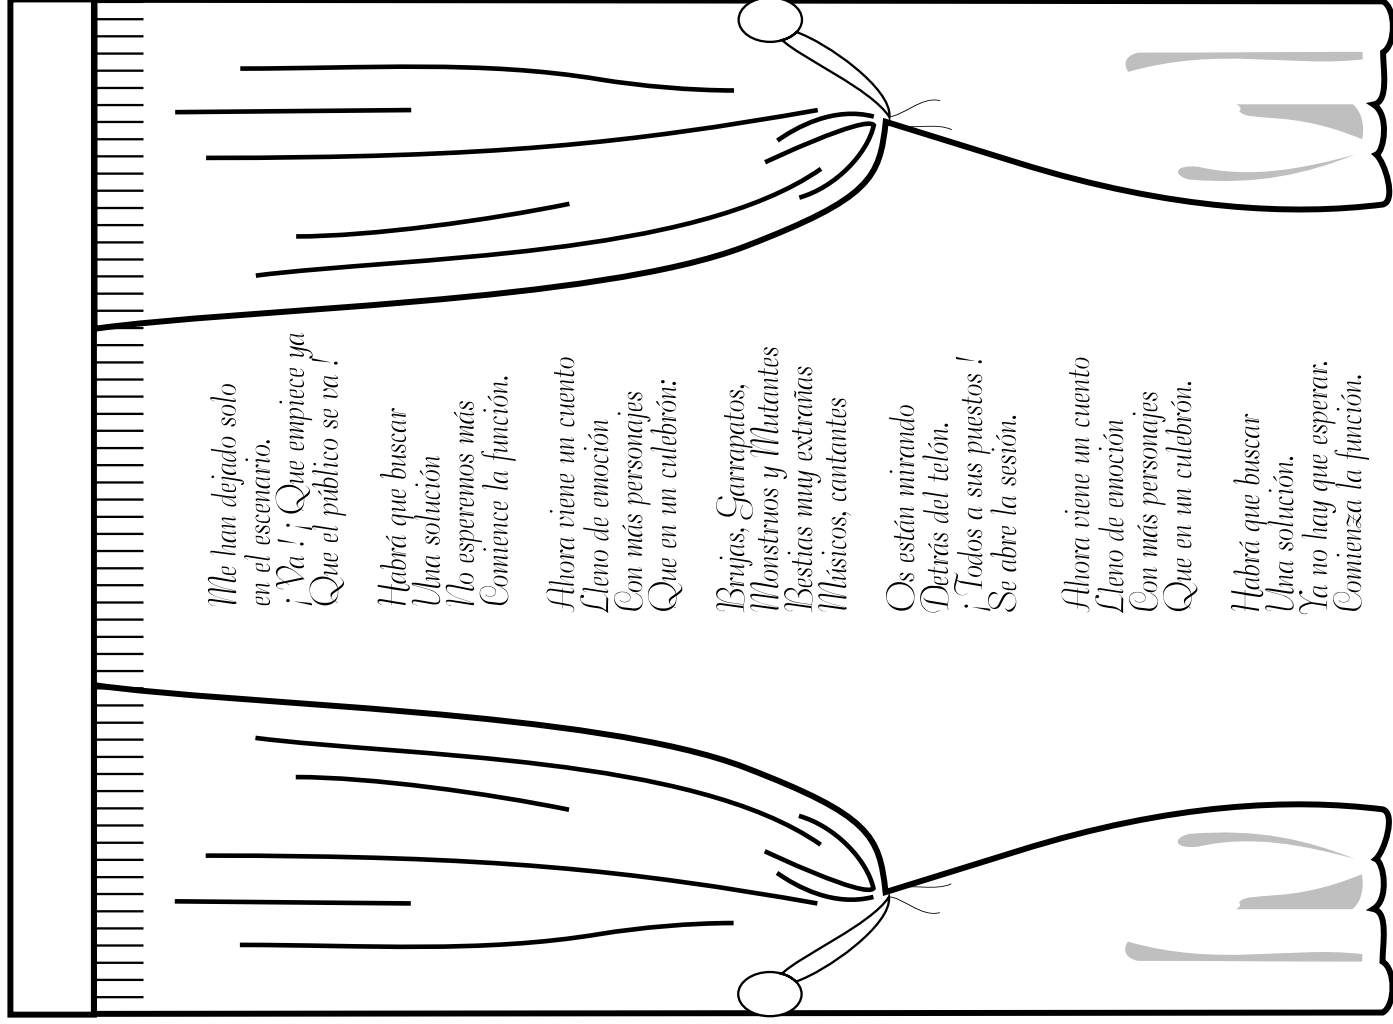 Me han dejado solo
en el escenario.
¡ Va ! ¡ Que empiece ya
Que el público se va !
Habrá que buscar
Una solución
No esperemos más
Comience la función.
Ahora viene un cuento
Lleno de emoción
Con más personajes
Que en un culebrón:
Brujas, Garrapatos,
Monstruos y Mutantes
Bestias muy extrañas
Músicos, cantantes
Os están mirando
Detrás del telón.
¡ Todos a sus puestos !
Se abre la sesión.
Ahora viene un cuento
Lleno de emoción
Con más personajes
Que en un culebrón.
Habrá que buscar
Una solución.
Ya no hay que esperar.
Comienza la función.